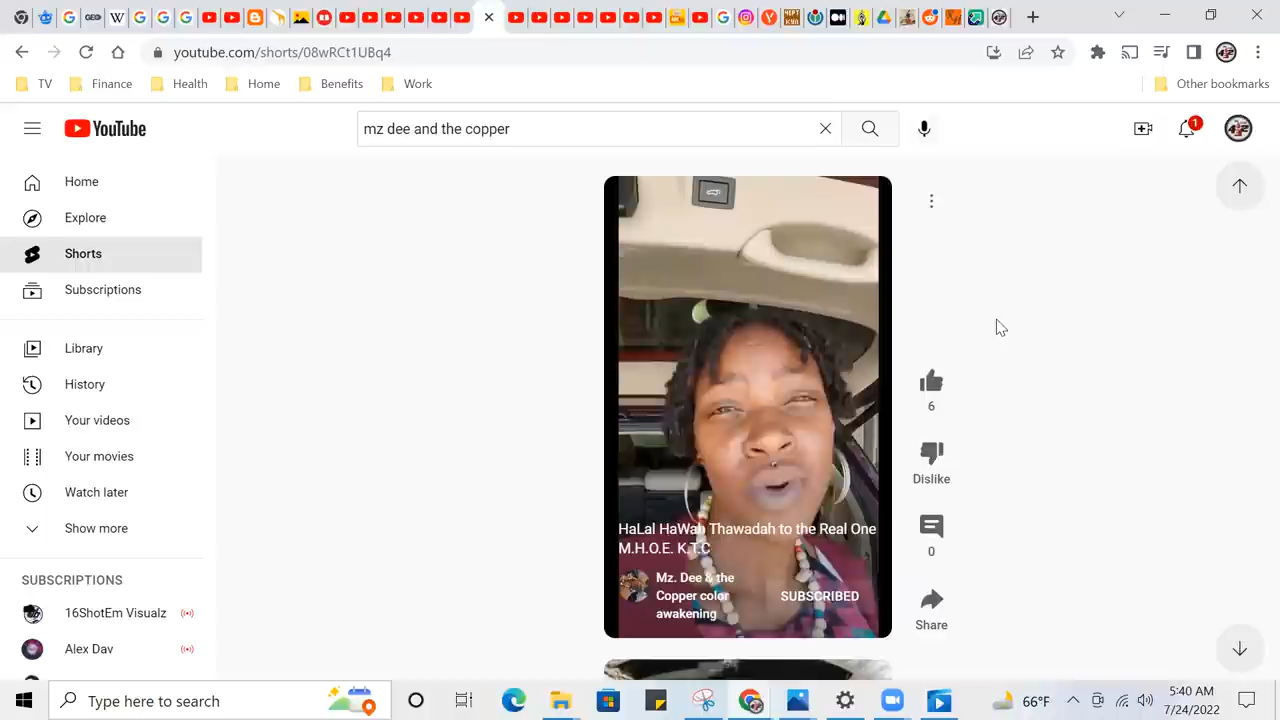 youtube.com/shorts/08wRCt1UBq4
TV Finance Health Home Benefits Work Other bookmarks
YouTube
mz dee and the copper
1
Home
Explore
Shorts
Subscriptions
Library
History
Your videos
Your movies
Watch later
Show more
SUBSCRIPTIONS
16ShotEm Visualz
Alex Dav
6
Dislike
0
Share
HaLal HaWah Thawadah to the Real One
M.H.O.E. K.T.C
Mz. Dee & the
Copper color
awakening
SUBSCRIBED
Type here to search
66°F
5:40 AM
7/24/2022